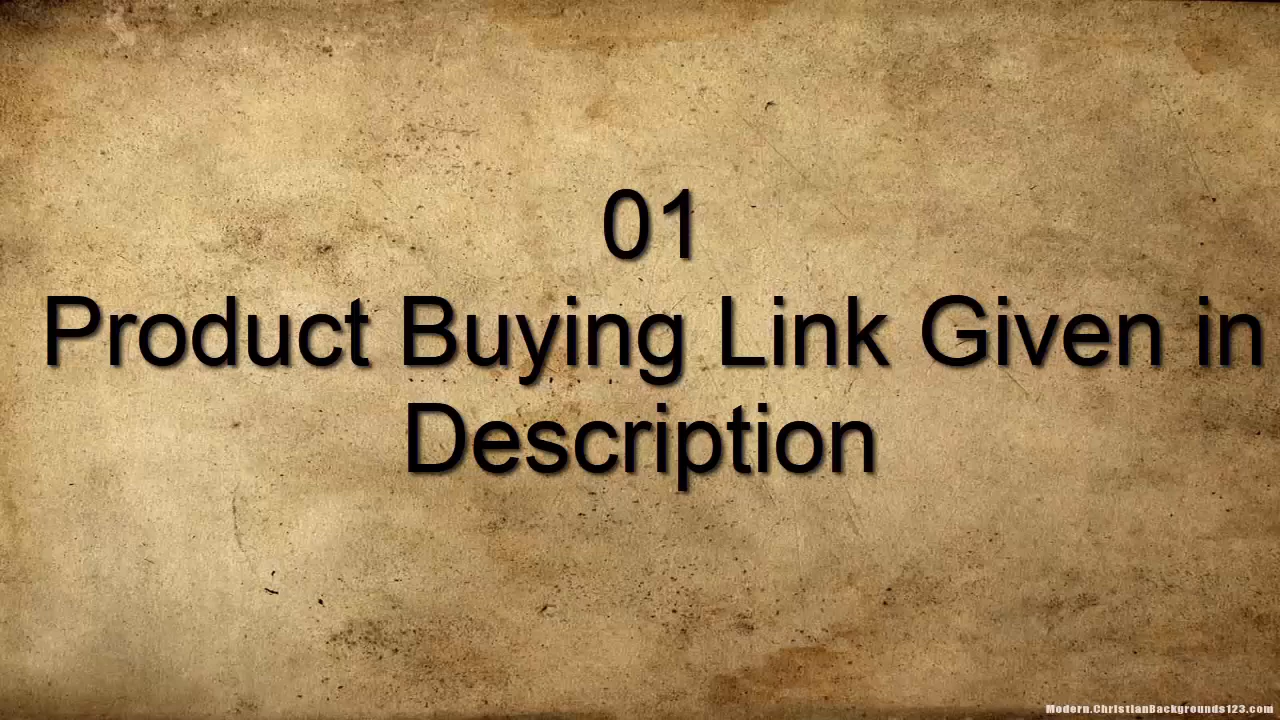 01
Product Buying Link Given in
Description
Modern.ChristianBackgrounds123.com